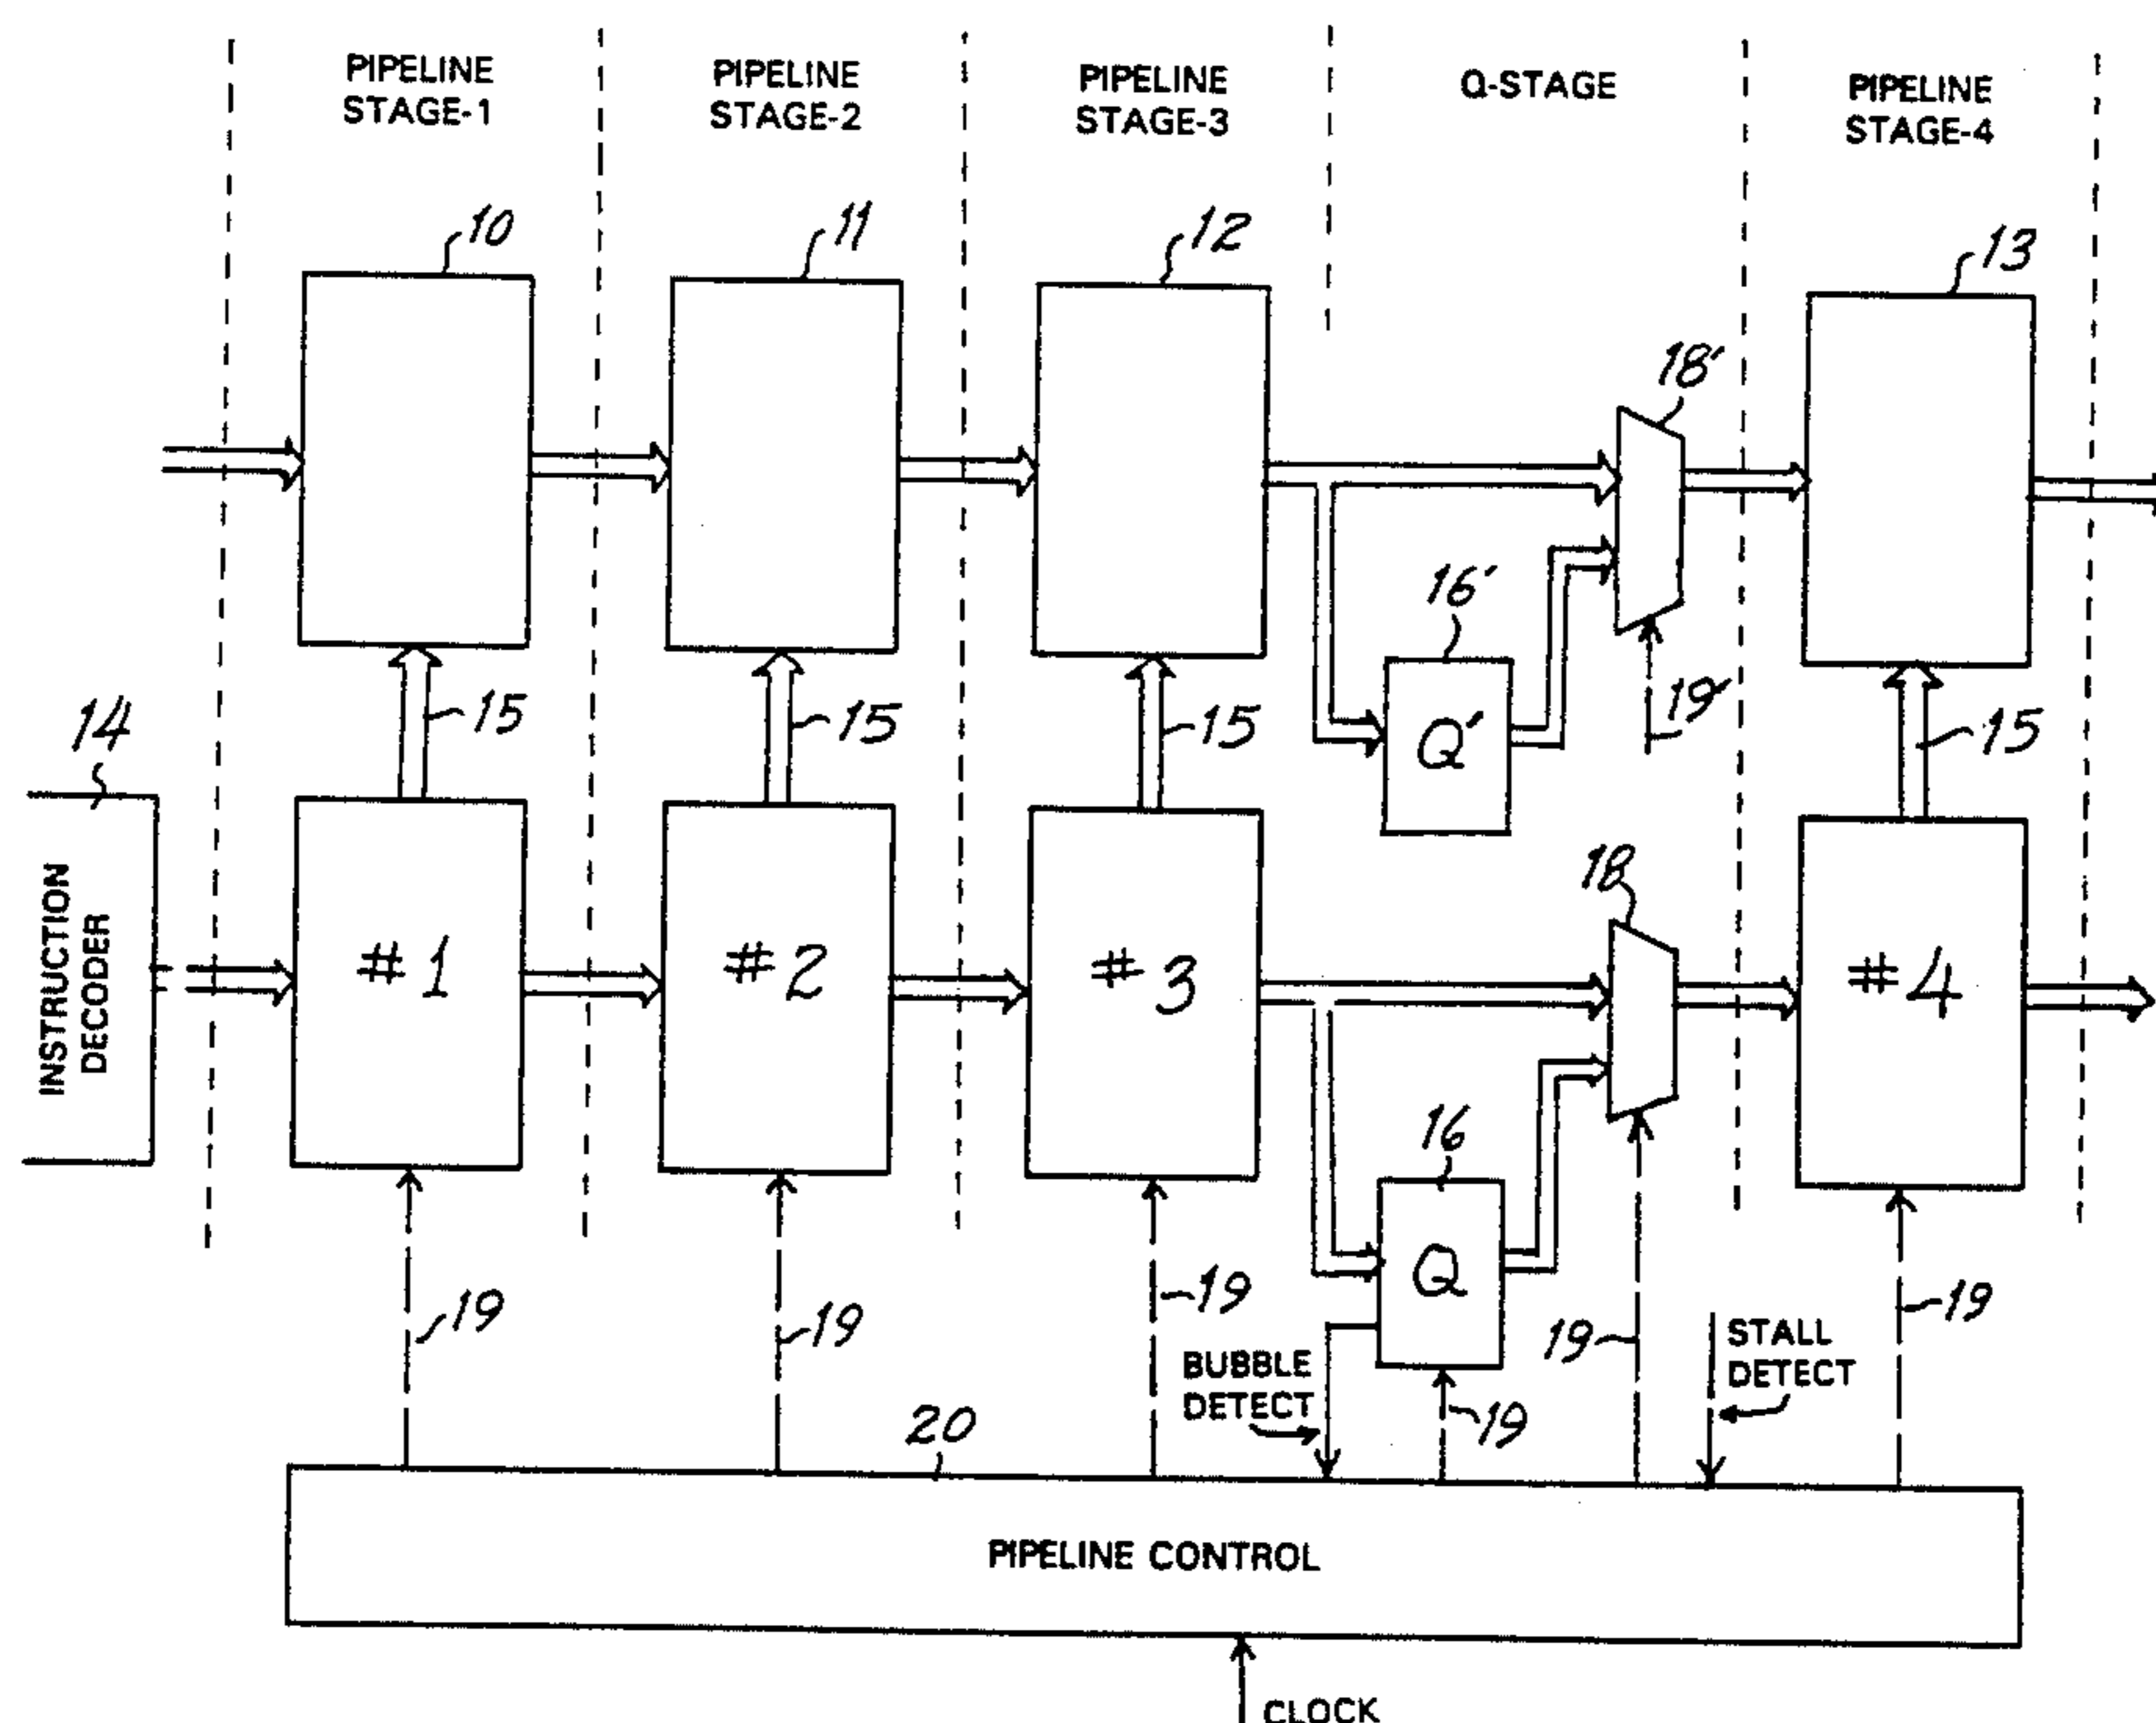 PIPELINE
STAGE-1
PIPELINE
STAGE-2
PIPELINE
STAGE-3
Q-STAGE
PIPELINE
STAGE-4
10
11
12
13
18'
16'
19'
14
15
15
15
15
Q'
INSTRUCTION
DECODER
#1
#2
#3
#4
18
16
Q
19
19
19
19
19
19
BUBBLE
DETECT
STALL
DETECT
20
PIPELINE CONTROL
CLOCK